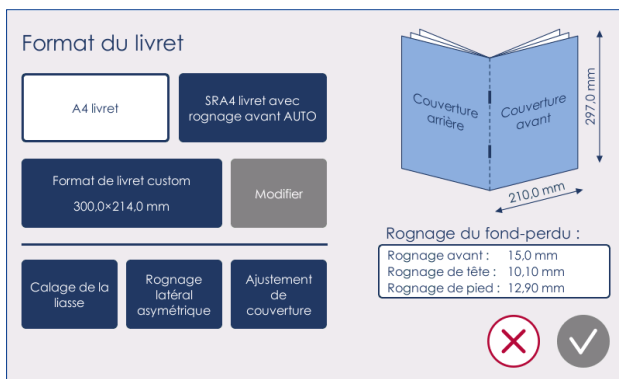 Format du livret
A4 livret
SRA4 livret avec
rognage avant AUTO
Format de livret custom
300,0×214,0 mm
Modifier
Calage de la
liasse
Rognage
latéral
asymétrique
Ajustement
de
couverture
Couverture
arrière
Couverture
avant
297,0 mm
210,0 mm
Rognage du fond-perdu :
Rognage avant : 15,0 mm
Rognage de tête : 10,10 mm
Rognage de pied : 12,90 mm